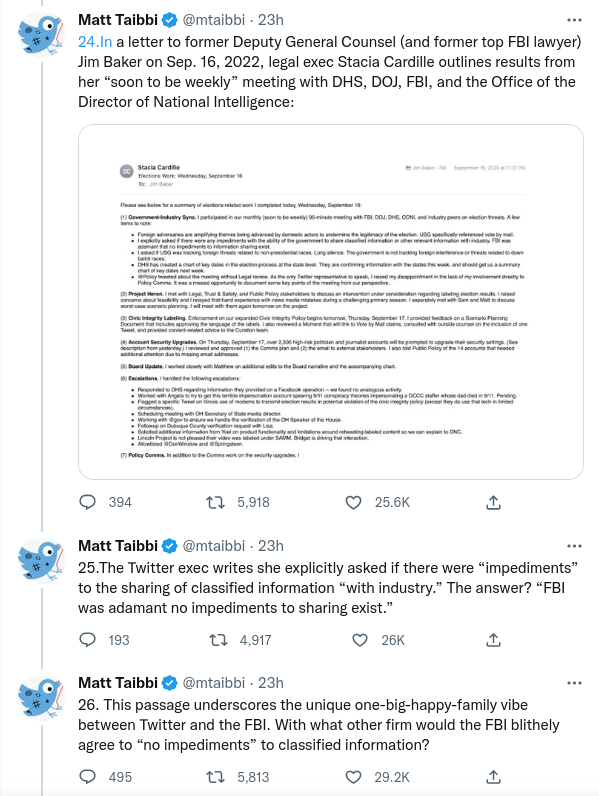 Matt Taibbi @mtaibbi · 23h
24.In a letter to former Deputy General Counsel (and former top FBI lawyer)
Jim Baker on Sep. 16, 2022, legal exec Stacia Cardille outlines results from
her “soon to be weekly” meeting with DHS, DOJ, FBI, and the Office of the
Director of National Intelligence:
SC
Stacia Cardille
Jim Baker - FBI September 16, 2020 at 11:31 PM
Elections Work: Wednesday, September 16
To: Jim Baker
Please see below for a summary of elections-related work I completed today, Wednesday, September 16:
(1) Government-Industry Sync. I participated in our monthly (soon to be weekly) 90-minute meeting with FBI, DOJ, DHS, ODNI, and industry peers on election threats. A few
items to note:
• Foreign adversaries are amplifying themes being advanced by domestic actors to undermine the legitimacy of the election. USG specifically referenced vote by mail.
• I explicitly asked if there were any impediments with the ability of the government to share classified information or other relevant information with industry. FBI was
adamant that no impediments to information sharing exist.
• I asked if USG was tracking foreign threats related to non-presidential races. Long silence. The government is not tracking foreign interference or threats related to down
ballot races.
• DHS has created a chart of key dates in the election process at the state level. They are confirming information with the states this week, and should get us a summary
chart of key dates next week.
• @Policy tweeted about the meeting without Legal review. As the only Twitter representative to speak, I raised my disappointment in the lack of my involvement directly to
Policy Comms. It was a missed opportunity to document some key points of the meeting from our perspective.
(2) Project Heron. I met with Legal, Trust & Safety, and Public Policy stakeholders to discuss an intervention under consideration regarding labeling election results. I raised
concerns about feasibility and I relayed first-hand experience with news media mistakes during a challenging primary season. I separately met with Sam and Matt to discuss
worst-case scenario planning. I will meet with them again tomorrow, on Thursday, September 17.
(3) Civic Integrity Labeling. Enforcement on our expanded Civic Integrity Policy begins tomorrow, Thursday, September 17. I provided feedback on a Scenario Planning
Document that includes approving the language of the labels. I also reviewed a Moment that will link to Vote by Mail claims, consulted with outside counsel on the inclusion of one
Tweet, and provided content-related advice to the Curation team.
(4) Account Security Upgrades. On Thursday, September 17, over 2,300 high-risk politician and journalist accounts will be prompted to upgrade their security settings. (See
description from yesterday.) I reviewed and approved (1) the Comms plan and (2) the email to external stakeholders. I also told Public Policy of the 14 accounts that needed
additional attention due to missing email addresses.
(5) Board Update. I worked closely with Matthew on additional edits to the Board narrative and the accompanying chart.
(6) Escalations. I handled the following escalations:
• Responded to DHS regarding information they provided on a Facebook operation – we found no analogous activity.
• Worked with Angela to try to get this terrible impersonation account spewing 9/11 conspiracy theories impersonating a DCCC staffer whose dad died in 9/11. Pending.
• Flagged a specific Tweet on Illinois use of modems to transmit election results in potential violation of the civic integrity policy (except they do use that tech in limited
circumstances).
• Scheduling meeting with OH Secretary of State media director.
• Working with @gov to ensure we handle the verification of the OH Speaker of the House.
• Followup on Dubuque County verification request with Lisa.
• Solicited additional information from Yoel on product functionality and limitations around retweeting labeled content so we can explain to DNC.
• Lincoln Project is not pleased their video was labeled under SAMM. Bridget is driving that interaction.
• Allowlisted @DonWinslow and @Springsteen.
(7) Policy Comms. In addition to the Comms work on the security upgrades, I
394 5,918 25.6K
Matt Taibbi @mtaibbi · 23h
25.The Twitter exec writes she explicitly asked if there were “impediments”
to the sharing of classified information “with industry.” The answer? “FBI
was adamant no impediments to sharing exist.”
193 4,917 26K
Matt Taibbi @mtaibbi · 23h
26. This passage underscores the unique one-big-happy-family vibe
between Twitter and the FBI. With what other firm would the FBI blithely
agree to “no impediments” to classified information?
495 5,813 29.2K